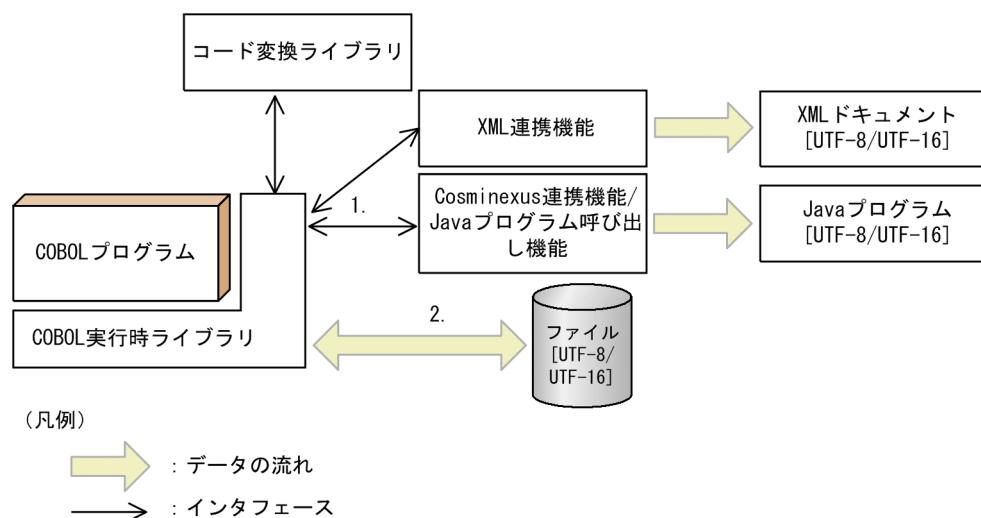 コード変換ライブラリ
XML連携機能
XMLドキュメント
[UTF-8/UTF-16]
1.
Cosminexus連携機能/
Javaプログラム呼び出
し機能
Javaプログラム
[UTF-8/UTF-16]
COBOLプログラム
COBOL実行時ライブラリ
2.
ファイル
[UTF-8/
UTF-16]
(凡例)
:データの流れ
:インタフェース